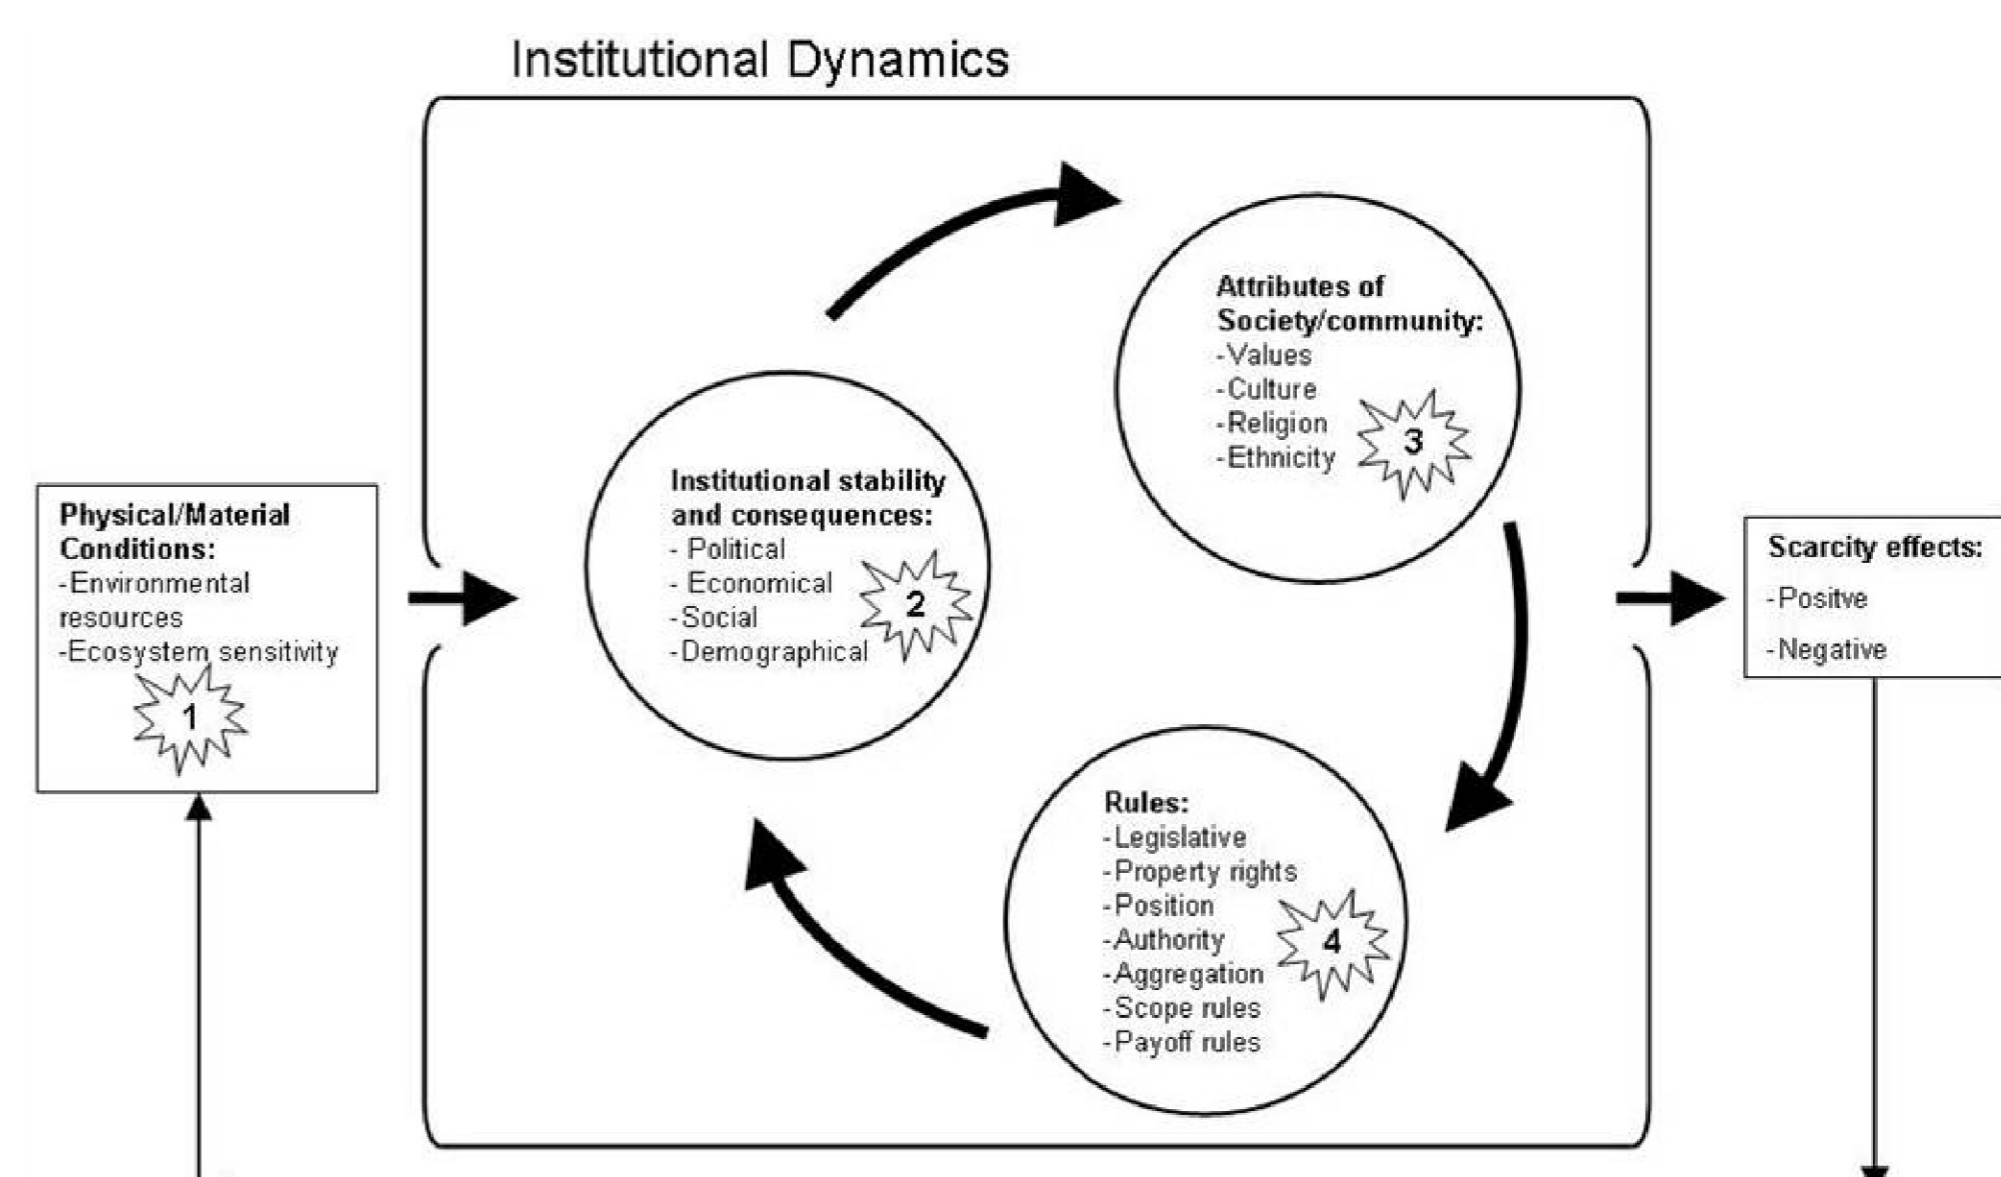 Institutional Dynamics
Physical/Material
Conditions:
-Environmental
resources
-Ecosystem sensitivity
1
Institutional stability
and consequences:
- Political
- Economical
-Social
-Demographical
2
Attributes of
Society/community:
-Values
-Culture
-Religion
-Ethnicity
3
Rules:
-Legislative
-Property rights
-Position
-Authority
-Aggregation
-Scope rules
-Payoff rules
4
Scarcity effects:
-Positve
-Negative